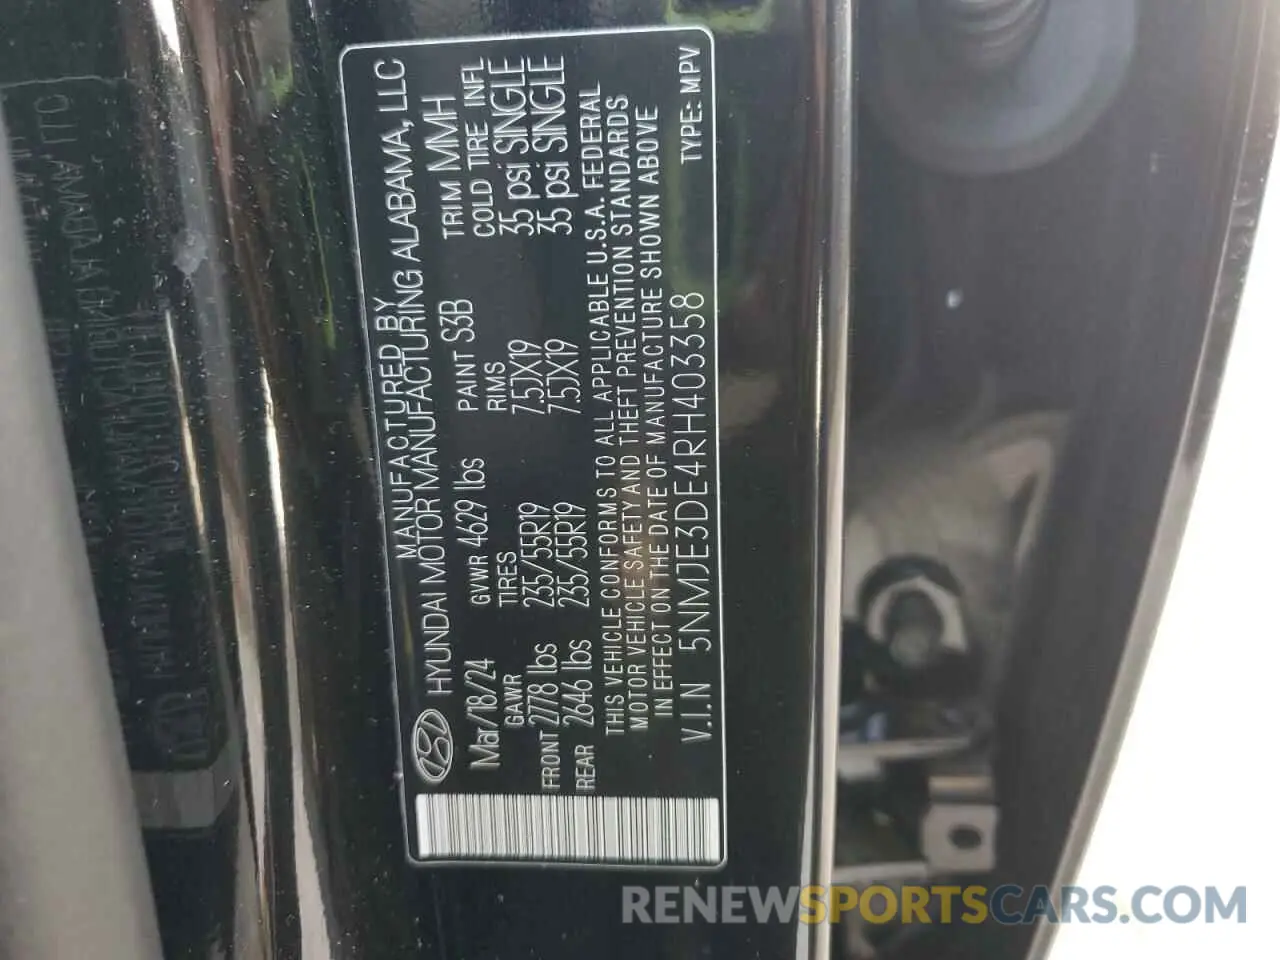 MANUFACTURED BY
HYUNDAI MOTOR MANUFACTURING ALABAMA, LLC
Mar/18/24 GVWR 4629 lbs PAINT S3B TRIM MMH
GAWR TIRES RIMS COLD TIRE INFL
FRONT 2778 lbs 235/55R19 7.5JX19 35 psi SINGLE
REAR 2646 lbs 235/55R19 7.5JX19 35 psi SINGLE
THIS VEHICLE CONFORMS TO ALL APPLICABLE U.S.A. FEDERAL
MOTOR VEHICLE SAFETY AND THEFT PREVENTION STANDARDS
IN EFFECT ON THE DATE OF MANUFACTURE SHOWN ABOVE
V.I.N 5NMJE3DE4RH403358 TYPE: MPV
RENEWSPORTSCARS.COM